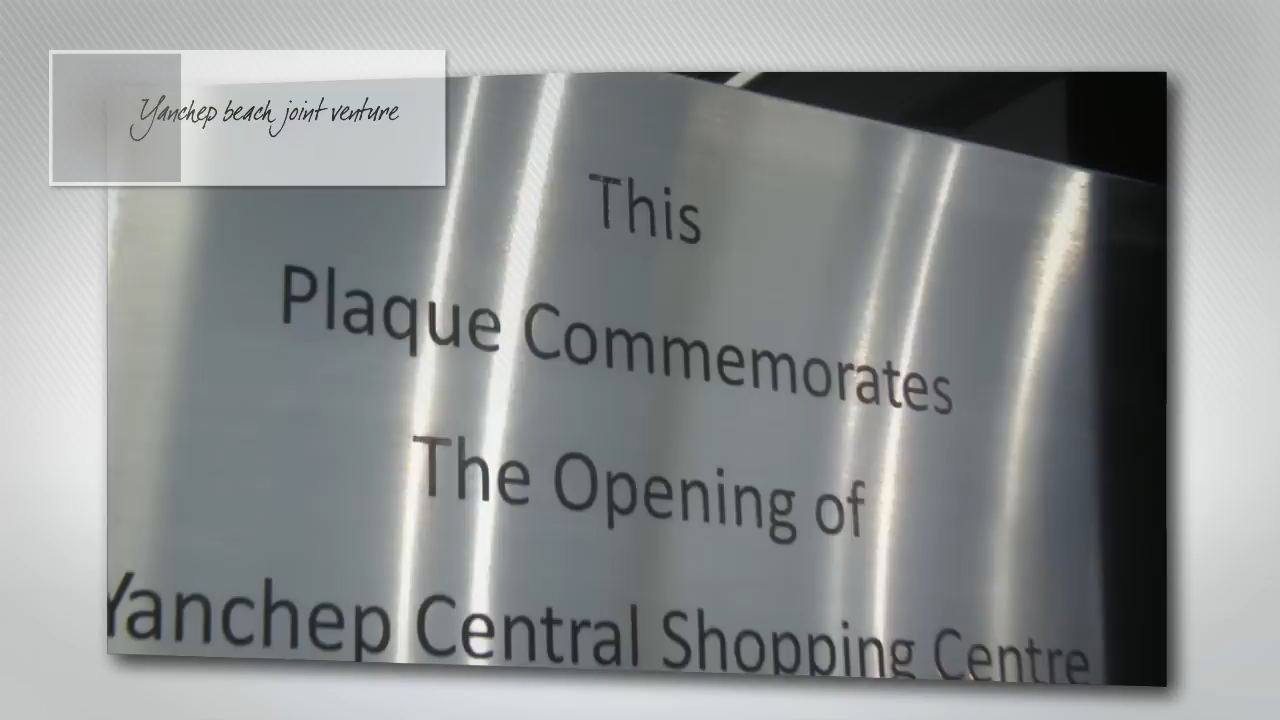 Yanchep beach joint venture
This
Plaque Commemorates
The Opening of
Yanchep Central Shopping Centre